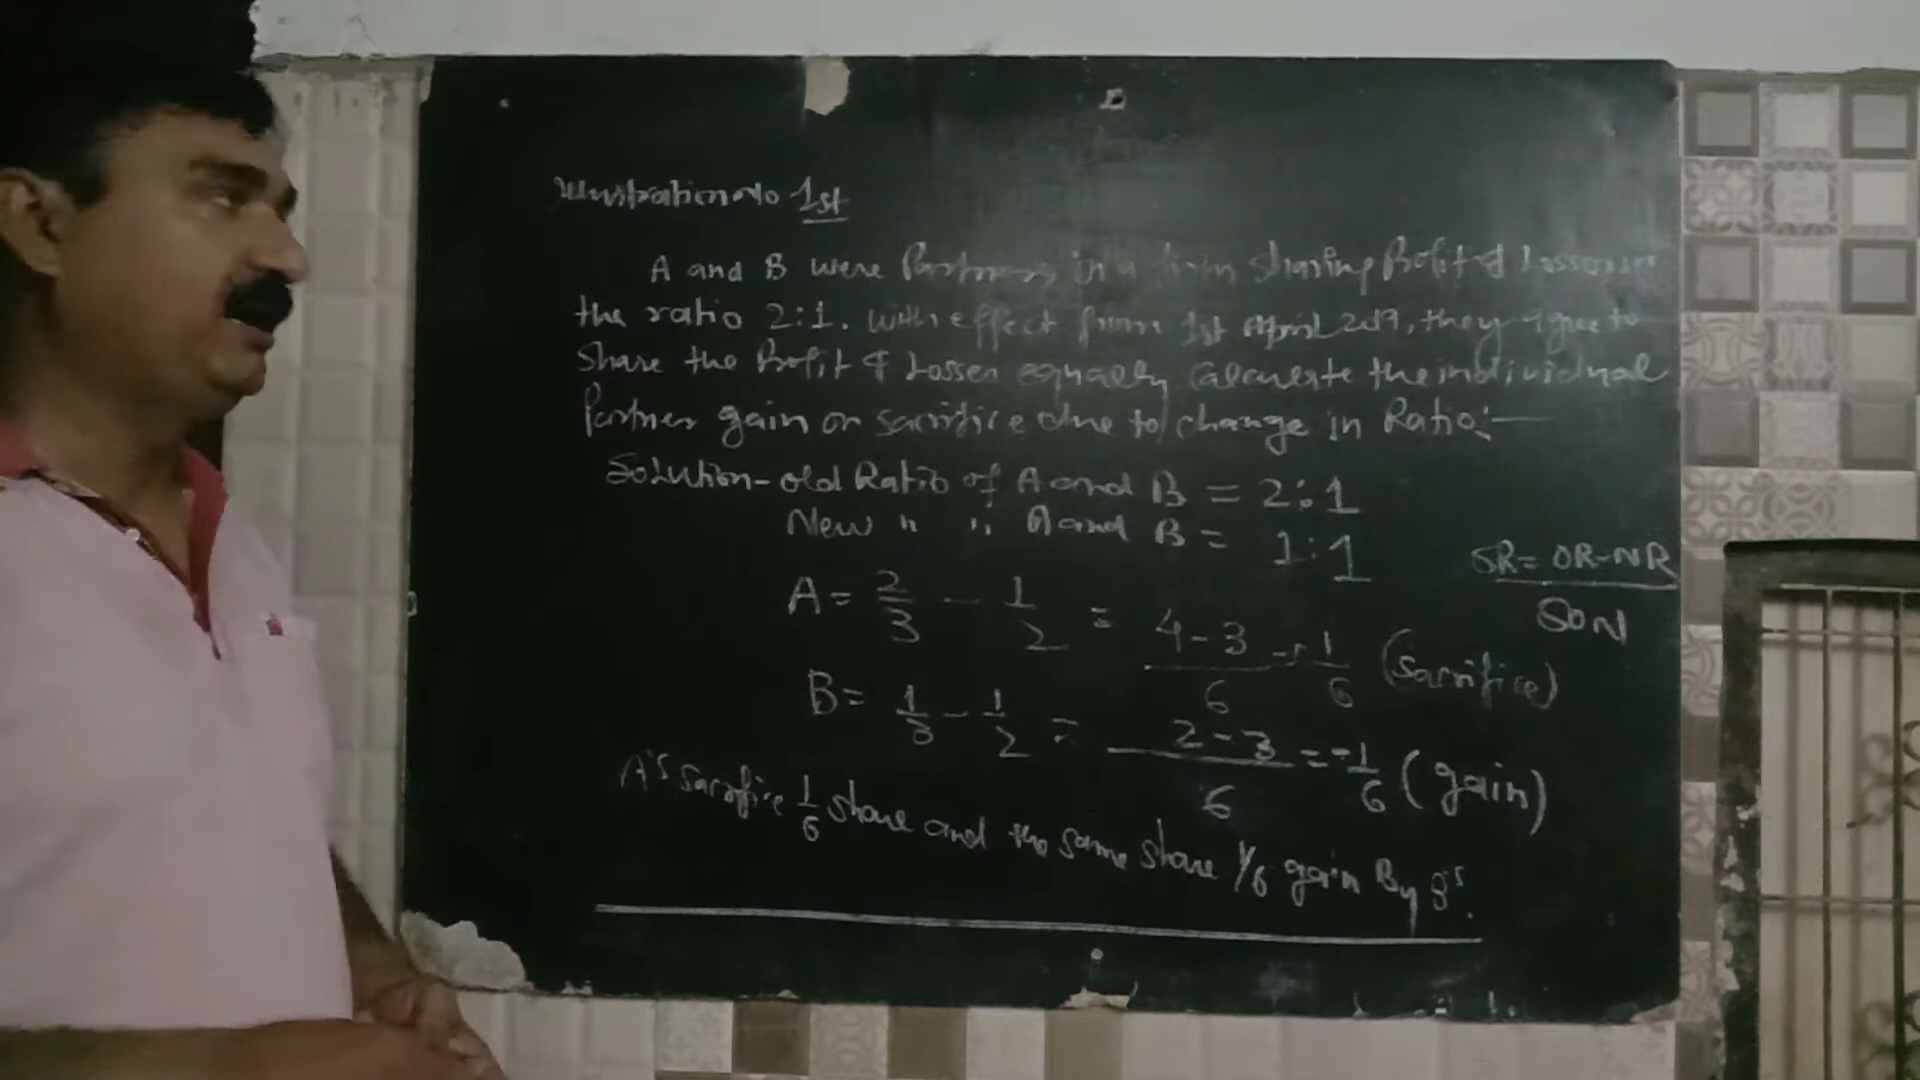 Illustration No 1st
A and B were Partners in a firm sharing Profit & Losses in
the ratio 2:1. With effect from 1st April 2019, they agree to
Share the Profit & Losses equally Calculate the individual
Partner gain or sacrifice due to change in Ratio:-
Solution- old Ratio of A and B = 2:1
New " " A and B = 1:1
SR = OR-NR
A = 2/3 - 1/2 = 4-3/6 = 1/6 (Sacrifice)
B = 1/3 - 1/2 = 2-3/6 = -1/6 (gain)
A's sacrifice 1/6 share and the same share 1/6 gain By B's.